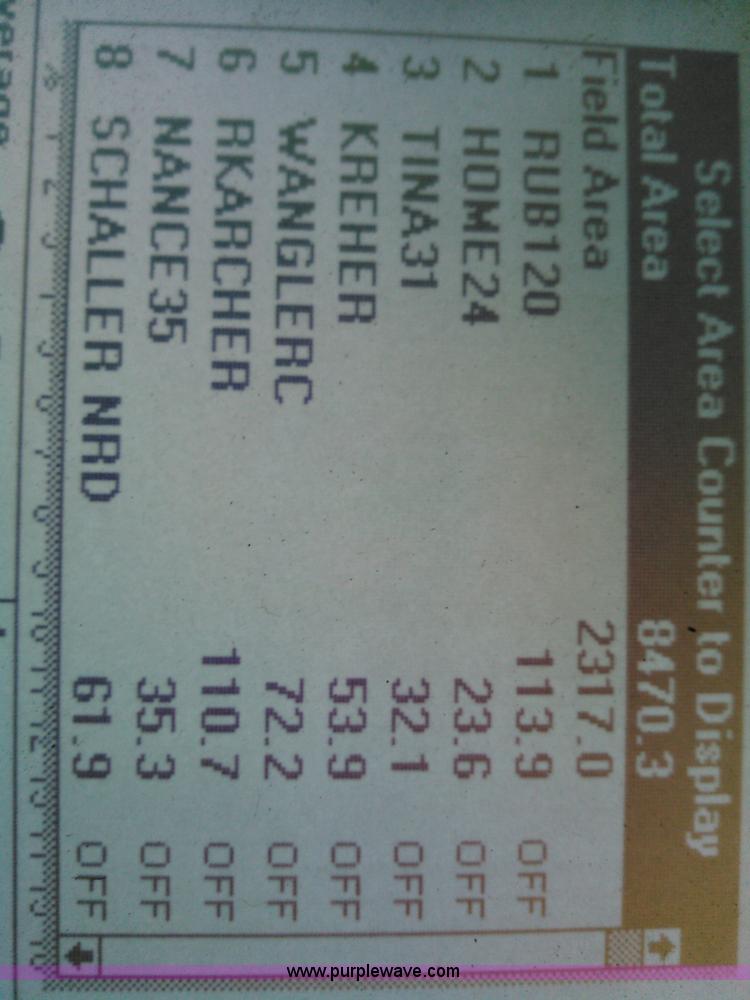 Select Area Counter to Display
Total Area 8470.3
Field Area 2317.0
1 RUB120 113.9 OFF
2 HOME24 23.6 OFF
3 TINA31 32.1 OFF
4 KREHER 53.9 OFF
5 WANGLERC 72.2 OFF
6 RKARCHER 110.7 OFF
7 NANCE35 35.3 OFF
8 SCHALLER NRD 61.9 OFF
www.purplewave.com